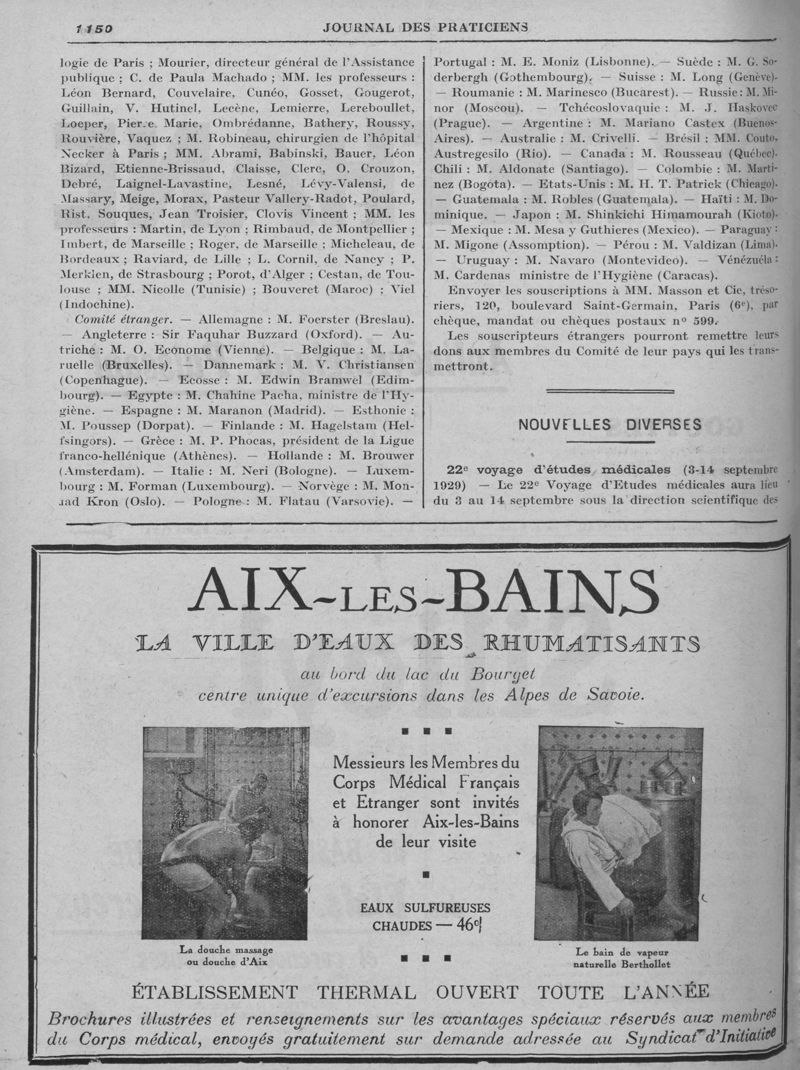 1150
JOURNAL DES PRATICIENS
logie de Paris ; Mourier, directeur général de l'Assistance
publique ; C. de Paula Machado ; MM. les professeurs :
Léon Bernard, Couvelaire, Cunéo, Gosset, Gougerot,
Guillain, V. Hutinel, Lecène, Lemierre, Lereboullet,
Loeper, Pier.e Marie, Ombrédanne, Bathery, Roussy,
Rouvière, Vaquez ; M. Robineau, chirurgien de l'hôpital
Necker à Paris ; MM. Abrami, Babinski, Bauer, Léon
Bizard, Etienne-Brissaud, Claisse, Clerc, O. Crouzon,
Debré, Laignel-Lavastine, Lesné, Lévy-Valensi, de
Massary, Meige, Morax, Pasteur Vallery-Radot, Poulard,
Rist, Souques, Jean Troisier, Clovis Vincent ; MM. les
professeurs : Martin, de Lyon ; Rimbaud, de Montpellier ;
Imbert, de Marseille ; Roger, de Marseille ; Micheleau, de
Bordeaux ; Raviard, de Lille ; L. Cornil, de Nancy ; P.
Merklen, de Strasbourg ; Porot, d'Alger ; Cestan, de Tou-
louse ; MM. Nicolle (Tunisie) ; Bouveret (Maroc) ; Viel
(Indochine).
Comité étranger. — Allemagne : M. Foerster (Breslau).
— Angleterre : Sir Faquhar Buzzard (Oxford). — Au-
triche : M. O. Econome (Vienne). — Belgique : M. La-
ruelle (Bruxelles). — Dannemark : M. V. Christiansen
(Copenhague). — Ecosse : M. Edwin Bramwel (Edim-
bourg). — Egypte : M. Chahine Pacha, ministre de l'Hy-
giène. — Espagne : M. Maranon (Madrid). — Esthonie :
M. Poussep (Dorpat). — Finlande : M. Hagelstam (Hel-
fsingors). — Grèce : M. P. Phocas, président de la Ligue
franco-hellénique (Athènes). — Hollande : M. Brouwer
(Amsterdam). — Italie : M. Neri (Bologne). — Luxem-
bourg : M. Forman (Luxembourg). — Norvège : M. Mon-
rad Kron (Oslo). — Pologne : M. Flatau (Varsovie). —
Portugal : M. E. Moniz (Lisbonne). — Suède : M. G. So-
derbergh (Gothembourg). — Suisse : M. Long (Genève).
— Roumanie : M. Marinesco (Bucarest). — Russie : M. Mi-
nor (Moscou). — Tchécoslovaquie : M. J. Haskovec
(Prague). — Argentine : M. Mariano Castex (Buenos-
Aires). — Australie : M. Crivelli. — Brésil : MM. Couto,
Austregesilo (Rio). — Canada : M. Rousseau (Québec).
Chili : M. Aldonate (Santiago). — Colombie : M. Marti-
nez (Bogóta). — Etats-Unis : M. H. T. Patrick (Chicago).
— Guatemala : M. Robles (Guatemala). — Haïti : M. Do-
minique. — Japon : M. Shinkichi Himamourah (Kioto).
— Mexique : M. Mesa y Guthieres (Mexico). — Paraguay :
M. Migone (Assomption). — Pérou : M. Valdizan (Lima).
— Uruguay : M. Navaro (Montevideo). — Vénézuéla :
M. Cardenas ministre de l'Hygiène (Caracas).
Envoyer les souscriptions à MM. Masson et Cie, tréso-
riers, 120, boulevard Saint-Germain, Paris (6e), par
chèque, mandat ou chèques postaux n° 599.
Les souscripteurs étrangers pourront remettre leurs
dons aux membres du Comité de leur pays qui les trans-
mettront.
NOUVELLES DIVERSES
22e voyage d'études médicales (3-14 septembre
1929) — Le 22e Voyage d'Etudes médicales aura lieu
du 3 au 14 septembre sous la direction scientifique des
AIX-LES-BAINS
LA VILLE D'EAUX DES RHUMATISANTS
au bord du lac du Bourget
centre unique d'excursions dans les Alpes de Savoie.
Messieurs les Membres du
Corps Médical Français
et Etranger sont invités
à honorer Aix-les-Bains
de leur visite
EAUX SULFUREUSES
CHAUDES — 46°
La douche massage
ou douche d'Aix
Le bain de vapeur
naturelle Berthollet
ÉTABLISSEMENT THERMAL OUVERT TOUTE L'ANNÉE
Brochures illustrées et renseignements sur les avantages spéciaux réservés aux membres
du Corps médical, envoyés gratuitement sur demande adressée au Syndicat d'Initiative